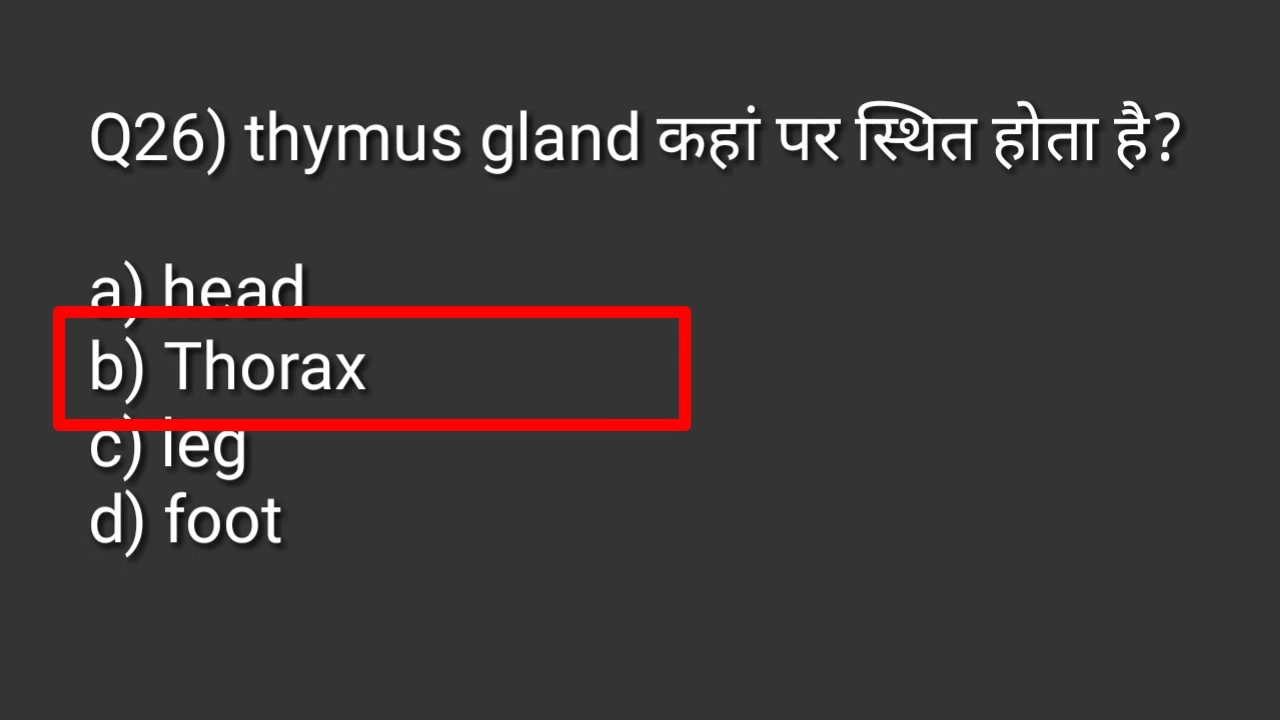 Q26) thymus gland कहां पर स्थित होता है?
a) head
b) Thorax
c) leg
d) foot